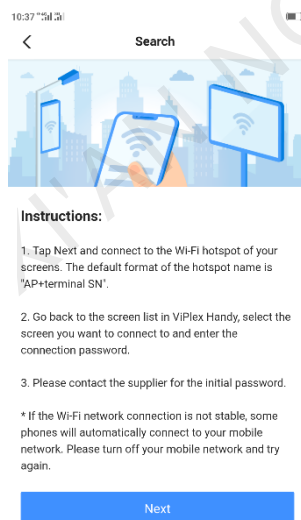 10:37
Search
Instructions:
1. Tap Next and connect to the Wi-Fi hotspot of your
screens. The default format of the hotspot name is
"AP+terminal SN".
2. Go back to the screen list in ViPlex Handy, select the
screen you want to connect to and enter the
connection password.
3. Please contact the supplier for the initial password.
* If the Wi-Fi network connection is not stable, some
phones will automatically connect to your mobile
network. Please turn off your mobile network and try
again.
Next
XI'AN NO